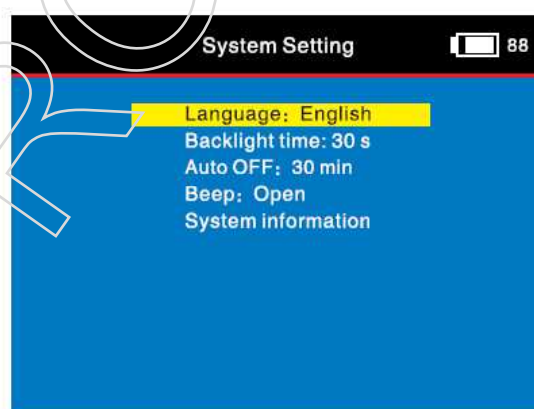 System Setting 88
Language：English
Backlight time: 30 s
Auto OFF：30 min
Beep：Open
System information